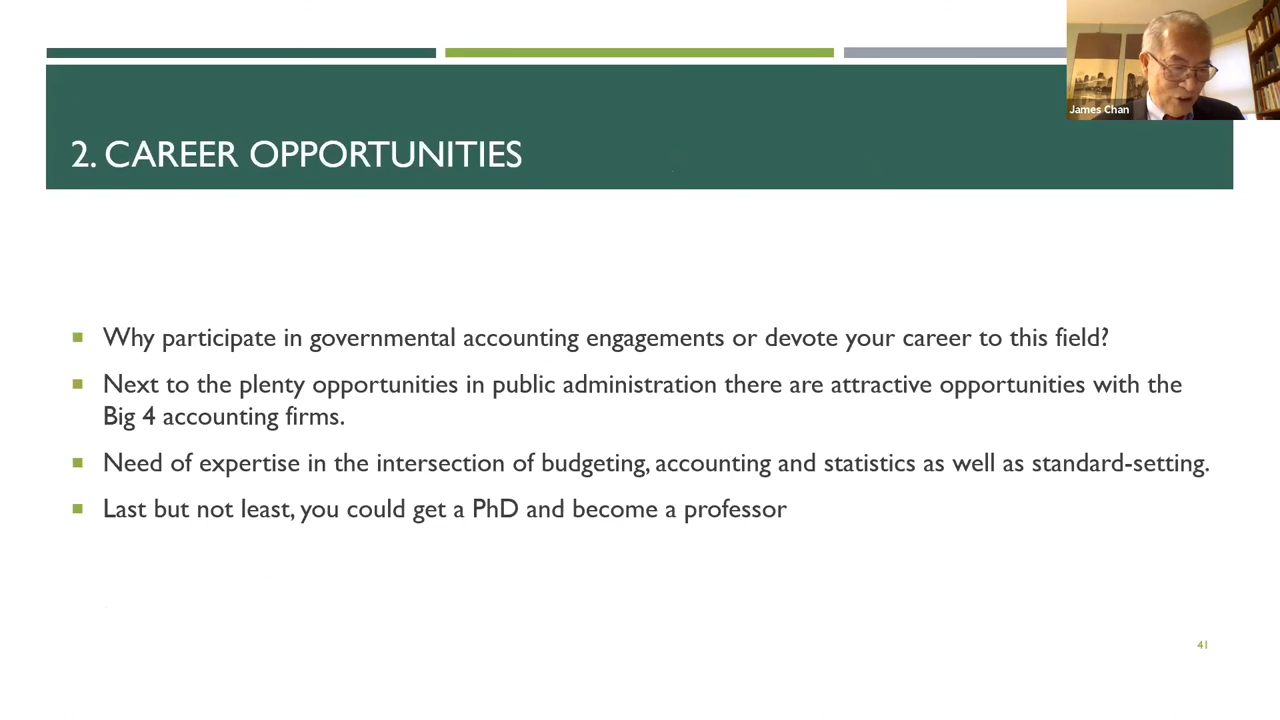 James Chan
2. CAREER OPPORTUNITIES
Why participate in governmental accounting engagements or devote your career to this field?
Next to the plenty opportunities in public administration there are attractive opportunities with the
Big 4 accounting firms.
Need of expertise in the intersection of budgeting, accounting and statistics as well as standard-setting.
Last but not least, you could get a PhD and become a professor
41